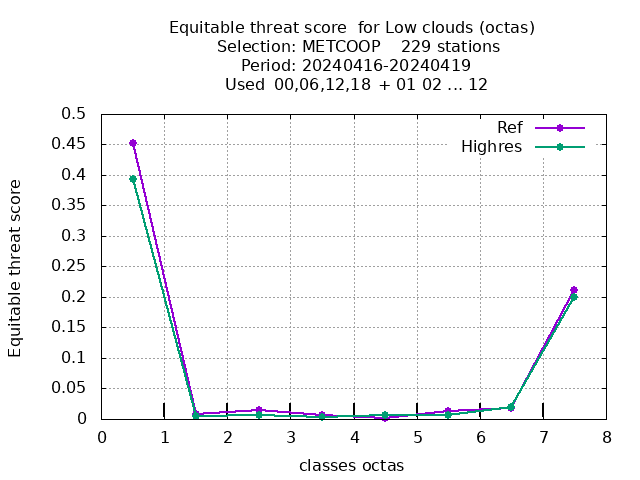 Equitable threat score  for Low clouds (octas)
Selection: METCOOP    229 stations
Period: 20240416-20240419
Used  00,06,12,18 + 01 02 ... 12
Ref
Highres
0.5
0.45
0.4
0.35
0.3
0.25
0.2
0.15
0.1
0.05
0
Equitable threat score
0 1 2 3 4 5 6 7 8
classes octas